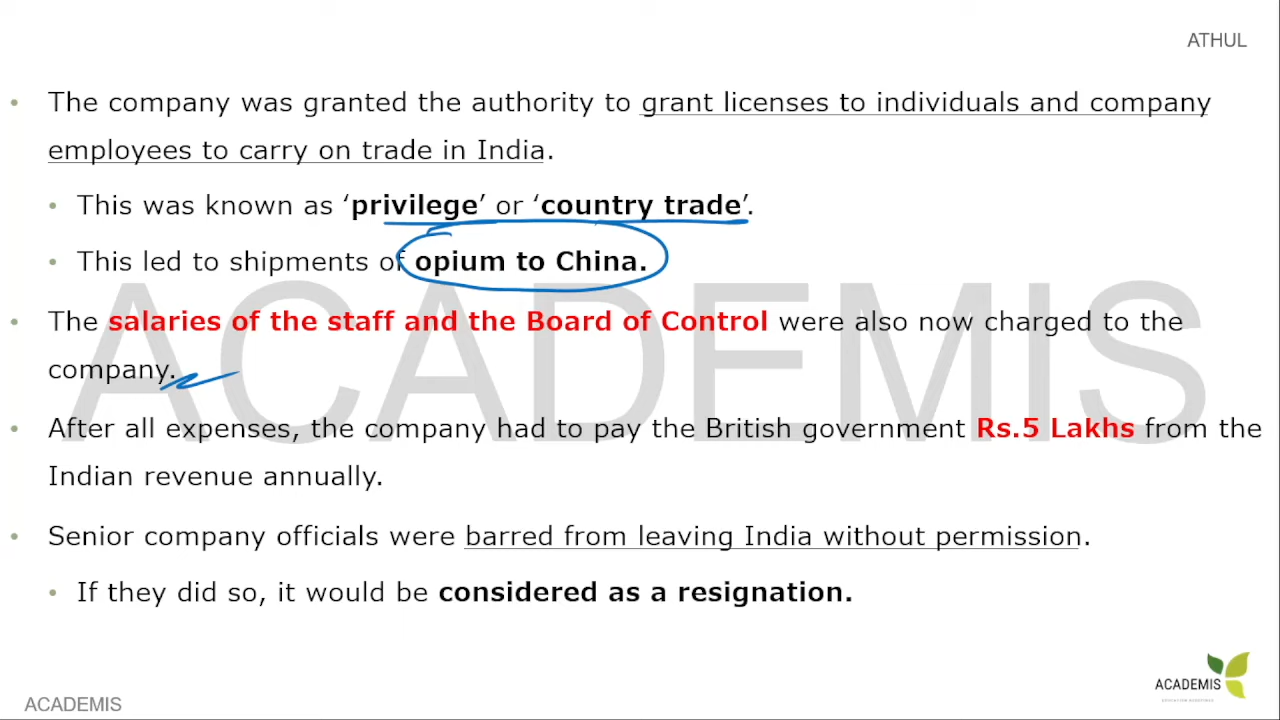 ATHUL
• The company was granted the authority to grant licenses to individuals and company
employees to carry on trade in India.
• This was known as ‘privilege’ or ‘country trade’.
• This led to shipments of opium to China.
• The salaries of the staff and the Board of Control were also now charged to the
company.
• After all expenses, the company had to pay the British government Rs.5 Lakhs from the
Indian revenue annually.
• Senior company officials were barred from leaving India without permission.
• If they did so, it would be considered as a resignation.
ACADEMIS
ACADEMIS
ACADEMIS